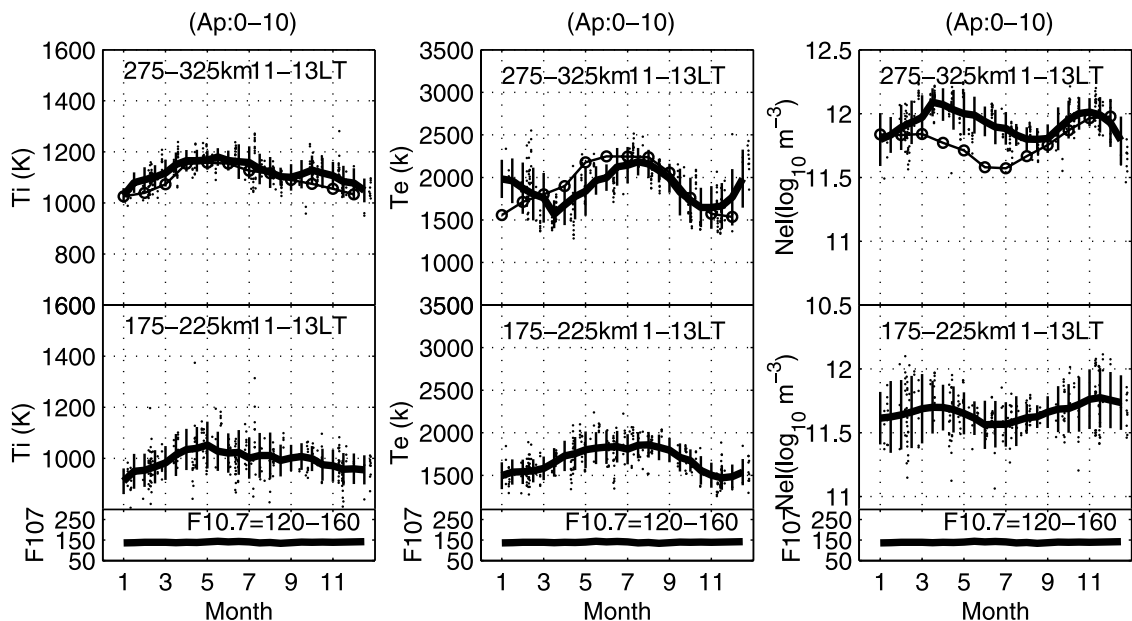 (Ap:0−10)
(Ap:0−10)
(Ap:0−10)
1600
1400
1200
1000
800
1600
Ti (K)
275−325km11−13LT
3500
3000
2500
2000
1500
1000
3500
Te (k)
275−325km11−13LT
12.5
12
11.5
11
10.5
Nel(log10 m−3)
275−325km11−13LT
1400
1200
1000
Ti (K)
175−225km11−13LT
3000
2500
2000
1500
Te (k)
175−225km11−13LT
12
11.5
11
Nel(log10 m−3)
175−225km11−13LT
250
150
50
F107
F10.7=120−160
250
150
50
F107
F10.7=120−160
250
150
50
F107
F10.7=120−160
1 3 5 7 9 11
Month
1 3 5 7 9 11
Month
1 3 5 7 9 11
Month